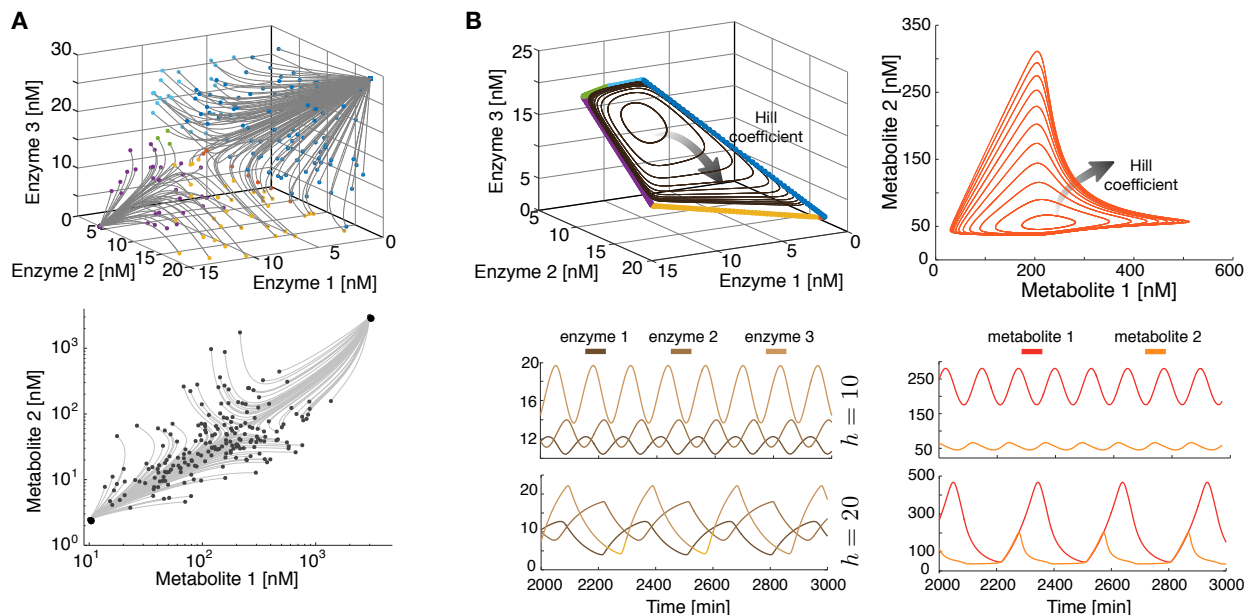 A
Enzyme 3 [nM]
30
20
10
0
5
10
15
20
Enzyme 2 [nM]
15
10
5
0
Enzyme 1 [nM]
Metabolite 2 [nM]
10³
10²
10¹
10⁰
10¹
10²
10³
Metabolite 1 [nM]
B
Enzyme 3 [nM]
25
20
15
10
5
0
5
10
15
20
Enzyme 2 [nM]
15
10
5
0
Enzyme 1 [nM]
Hill
coefficient
Metabolite 2 [nM]
350
250
150
50
0
0 200 400 600
Metabolite 1 [nM]
Hill
coefficient
enzyme 1 enzyme 2 enzyme 3
20
18
16
14
12
h = 10
20
10
0
h = 20
2000 2200 2400 2600 2800 3000
Time [min]
metabolite 1 metabolite 2
250
150
50
500
300
100
0
2000 2200 2400 2600 2800 3000
Time [min]